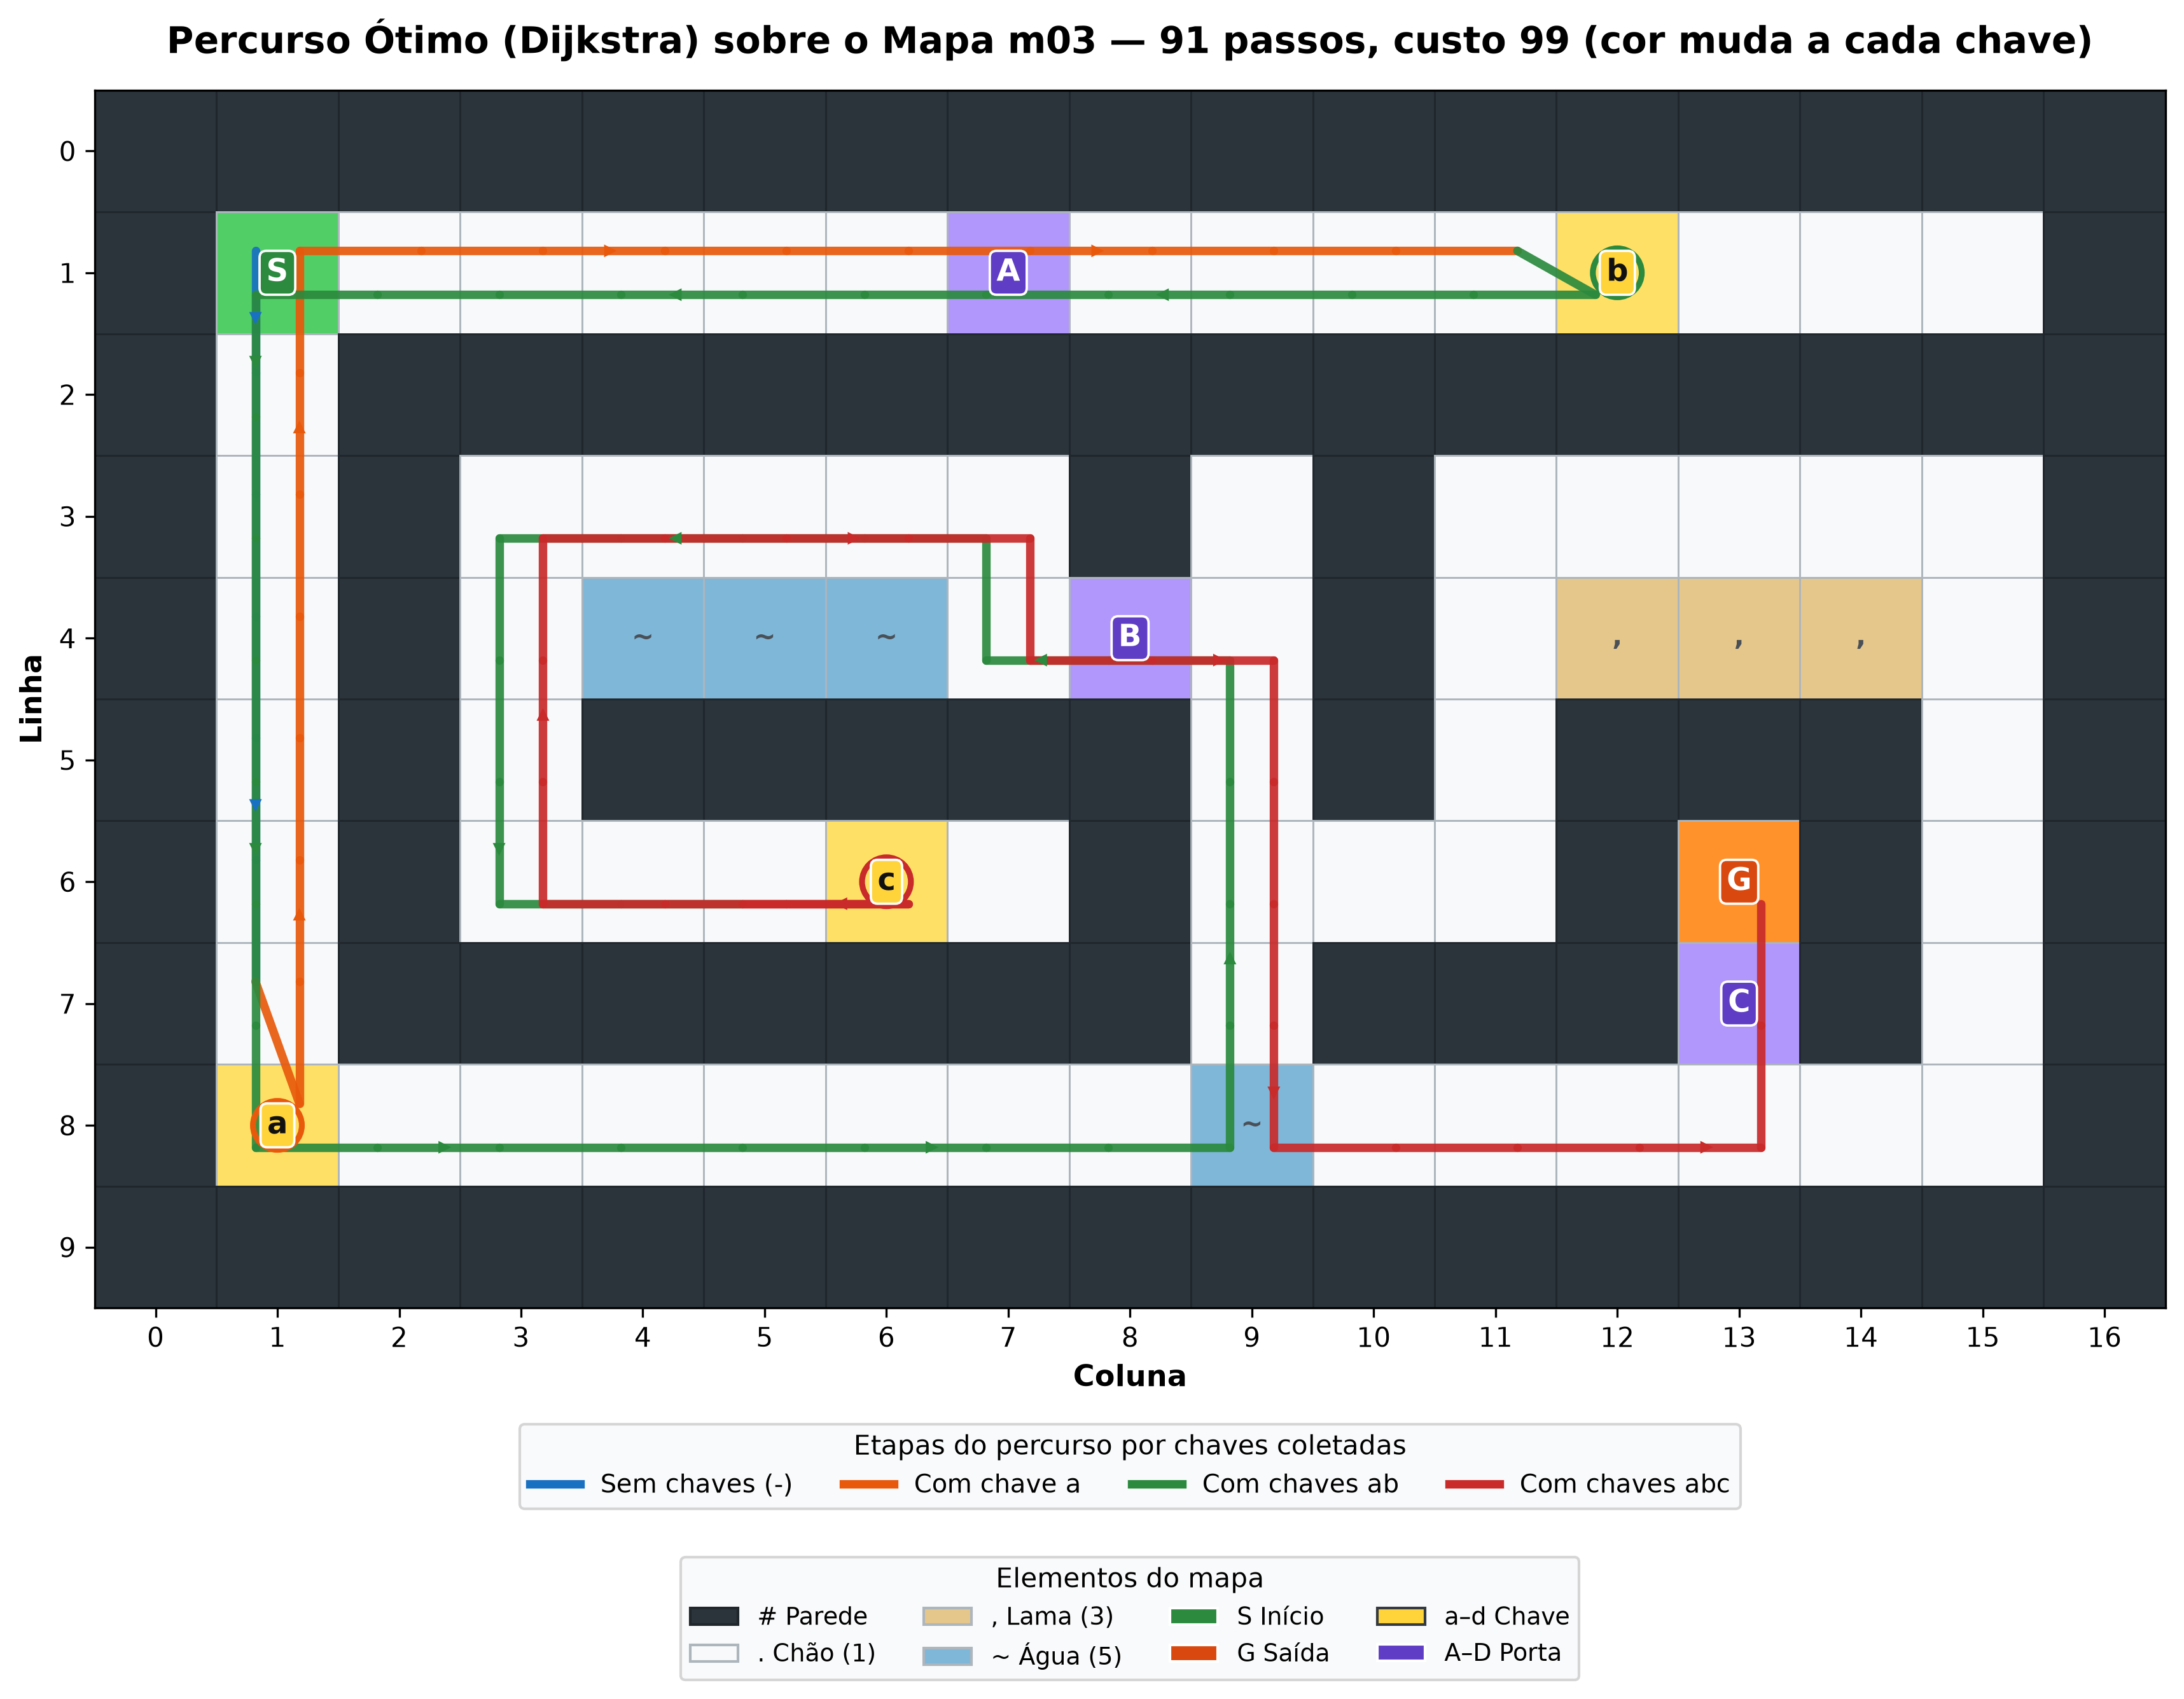 Percurso Ótimo (Dijkstra) sobre o Mapa m03 — 91 passos, custo 99 (cor muda a cada chave)
Linha
0
1
2
3
4
5
6
7
8
9
S A b
~ ~ ~ B , , ,
c G
C
a ~
0 1 2 3 4 5 6 7 8 9 10 11 12 13 14 15 16
Coluna
Etapas do percurso por chaves coletadas
Sem chaves (-) Com chave a Com chaves ab Com chaves abc
Elementos do mapa
# Parede , Lama (3) S Início a–d Chave
. Chão (1) ~ Água (5) G Saída A–D Porta